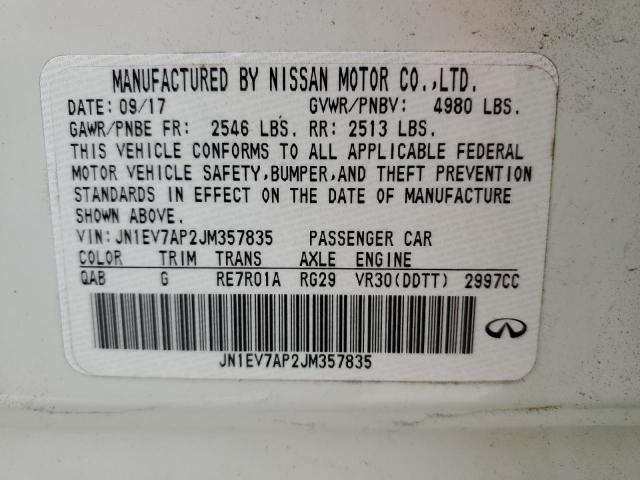 MANUFACTURED BY NISSAN MOTOR CO.,LTD.
DATE: 09/17 GVWR/PNBV: 4980 LBS.
GAWR/PNBE FR: 2546 LBS. RR: 2513 LBS.
THIS VEHICLE CONFORMS TO ALL APPLICABLE FEDERAL
MOTOR VEHICLE SAFETY,BUMPER,AND THEFT PREVENTION
STANDARDS IN EFFECT ON THE DATE OF MANUFACTURE
SHOWN ABOVE.
VIN:JN1EV7AP2JM357835 PASSENGER CAR
COLOR TRIM TRANS AXLE ENGINE
QAB G RE7R01A RG29 VR30(DDTT) 2997CC
JN1EV7AP2JM357835